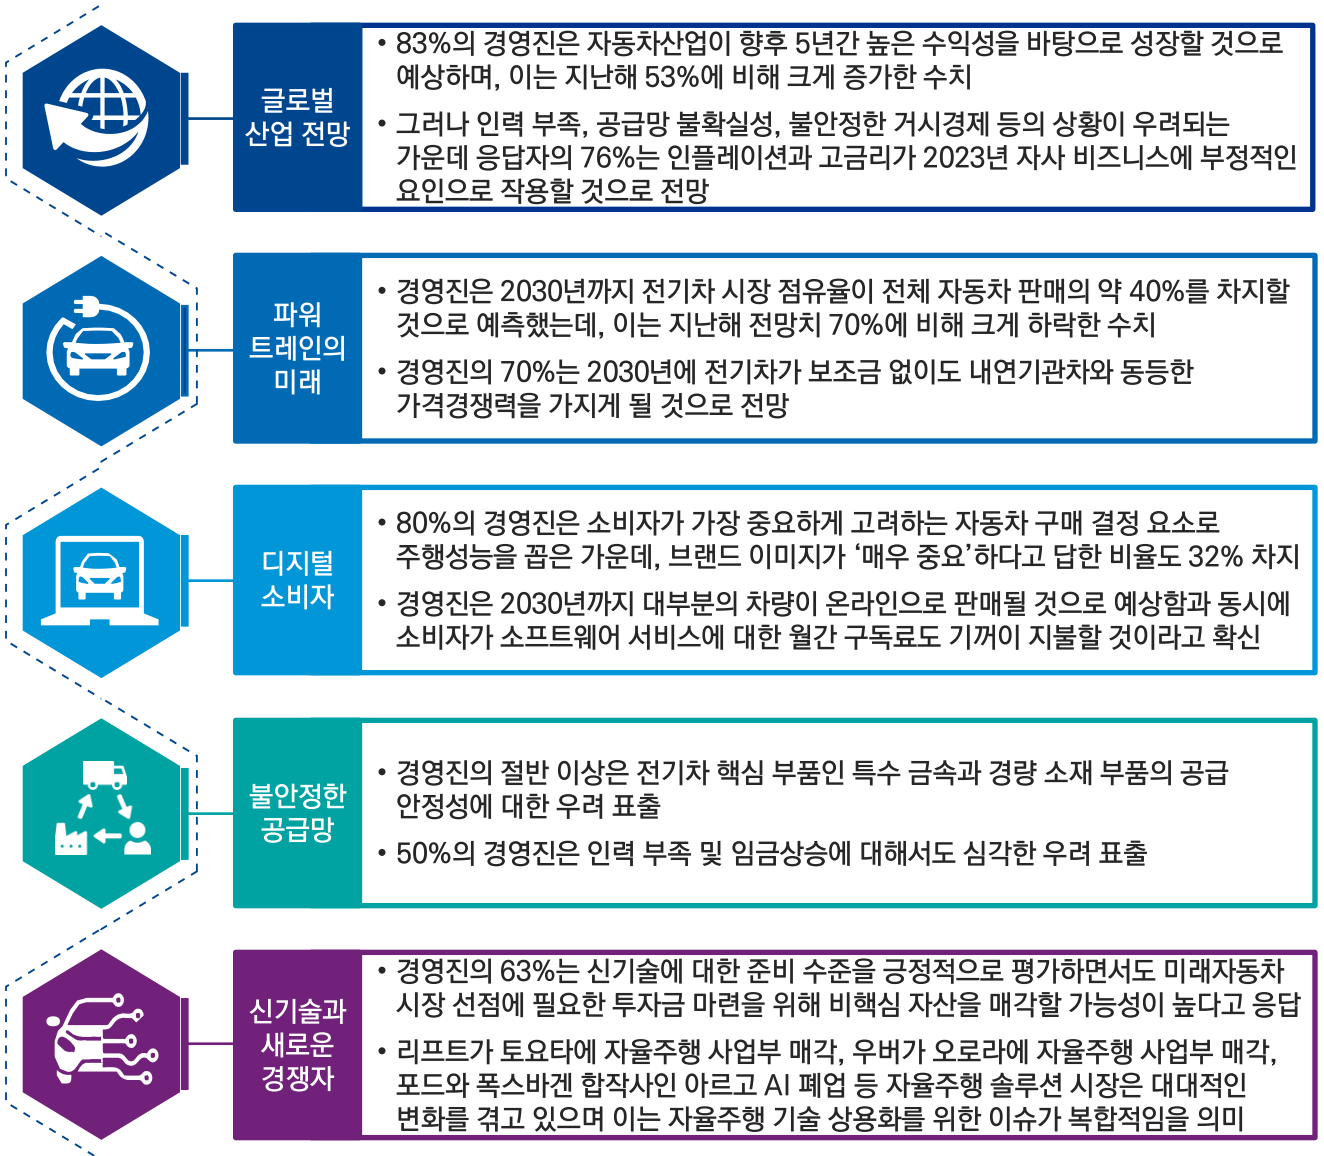 글로벌
산업 전망
• 83%의 경영진은 자동차산업이 향후 5년간 높은 수익성을 바탕으로 성장할 것으로
예상하며, 이는 지난해 53%에 비해 크게 증가한 수치
• 그러나 인력 부족, 공급망 불확실성, 불안정한 거시경제 등의 상황이 우려되는
가운데 응답자의 76%는 인플레이션과 고금리가 2023년 자사 비즈니스에 부정적인
요인으로 작용할 것으로 전망
파워
트레인의
미래
• 경영진은 2030년까지 전기차 시장 점유율이 전체 자동차 판매의 약 40%를 차지할
것으로 예측했는데, 이는 지난해 전망치 70%에 비해 크게 하락한 수치
• 경영진의 70%는 2030년에 전기차가 보조금 없이도 내연기관차와 동등한
가격경쟁력을 가지게 될 것으로 전망
디지털
소비자
• 80%의 경영진은 소비자가 가장 중요하게 고려하는 자동차 구매 결정 요소로
주행성능을 꼽은 가운데, 브랜드 이미지가 ‘매우 중요’하다고 답한 비율도 32% 차지
• 경영진은 2030년까지 대부분의 차량이 온라인으로 판매될 것으로 예상함과 동시에
소비자가 소프트웨어 서비스에 대한 월간 구독료도 기꺼이 지불할 것이라고 확신
불안정한
공급망
• 경영진의 절반 이상은 전기차 핵심 부품인 특수 금속과 경량 소재 부품의 공급
안정성에 대한 우려 표출
• 50%의 경영진은 인력 부족 및 임금상승에 대해서도 심각한 우려 표출
신기술과
새로운
경쟁자
• 경영진의 63%는 신기술에 대한 준비 수준을 긍정적으로 평가하면서도 미래자동차
시장 선점에 필요한 투자금 마련을 위해 비핵심 자산을 매각할 가능성이 높다고 응답
• 리프트가 토요타에 자율주행 사업부 매각, 우버가 오로라에 자율주행 사업부 매각,
포드와 폭스바겐 합작사인 아르고 AI 폐업 등 자율주행 솔루션 시장은 대대적인
변화를 겪고 있으며 이는 자율주행 기술 상용화를 위한 이슈가 복합적임을 의미